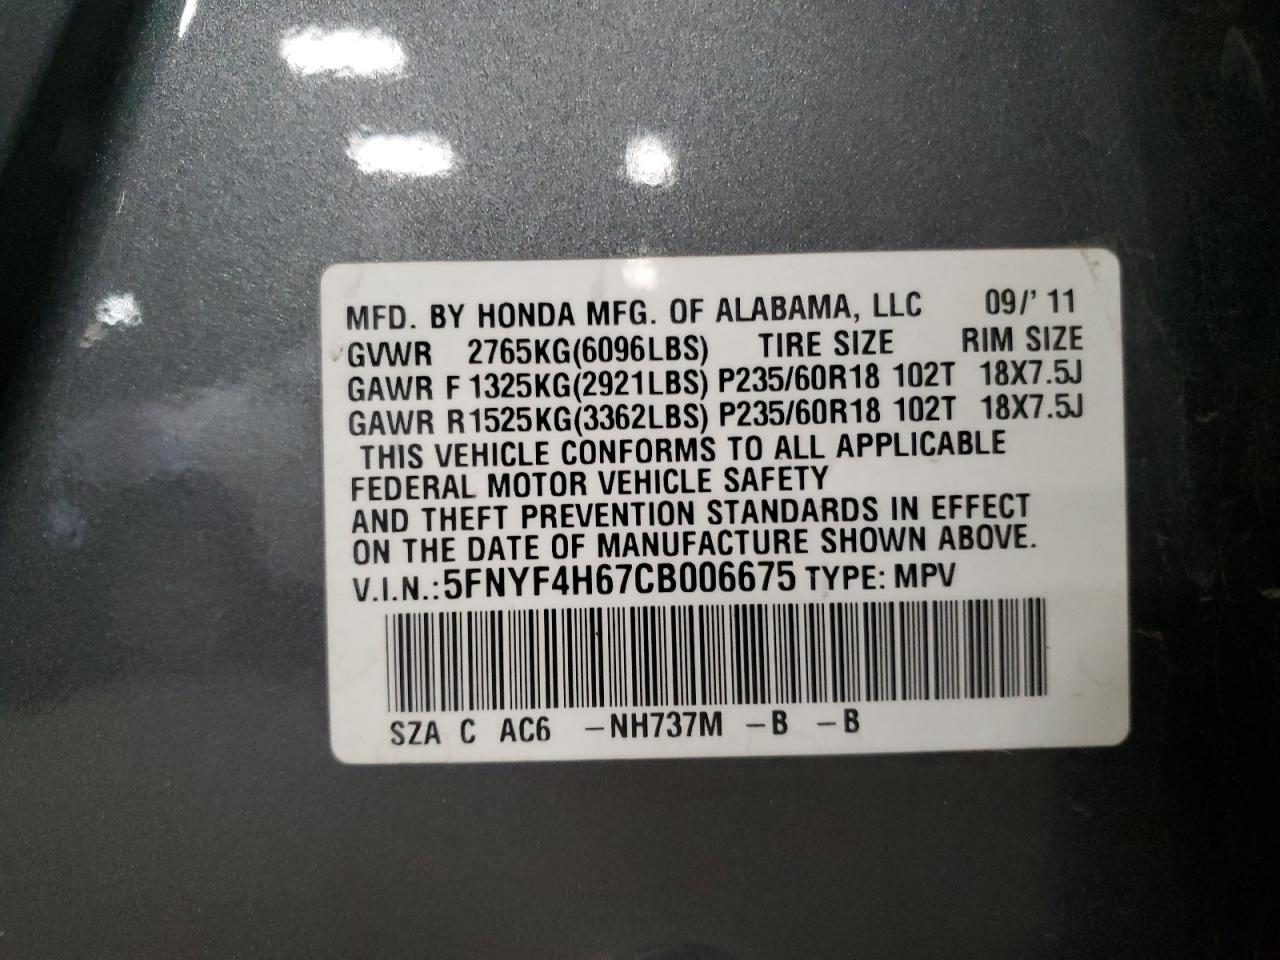 MFD. BY HONDA MFG. OF ALABAMA, LLC 09/' 11
GVWR 2765KG(6096LBS) TIRE SIZE RIM SIZE
GAWR F 1325KG(2921LBS) P235/60R18 102T 18X7.5J
GAWR R1525KG(3362LBS) P235/60R18 102T 18X7.5J
THIS VEHICLE CONFORMS TO ALL APPLICABLE
FEDERAL MOTOR VEHICLE SAFETY
AND THEFT PREVENTION STANDARDS IN EFFECT
ON THE DATE OF MANUFACTURE SHOWN ABOVE.
V.I.N.: 5FNYF4H67CB006675 TYPE: MPV
SZA C AC6 -NH737M -B -B